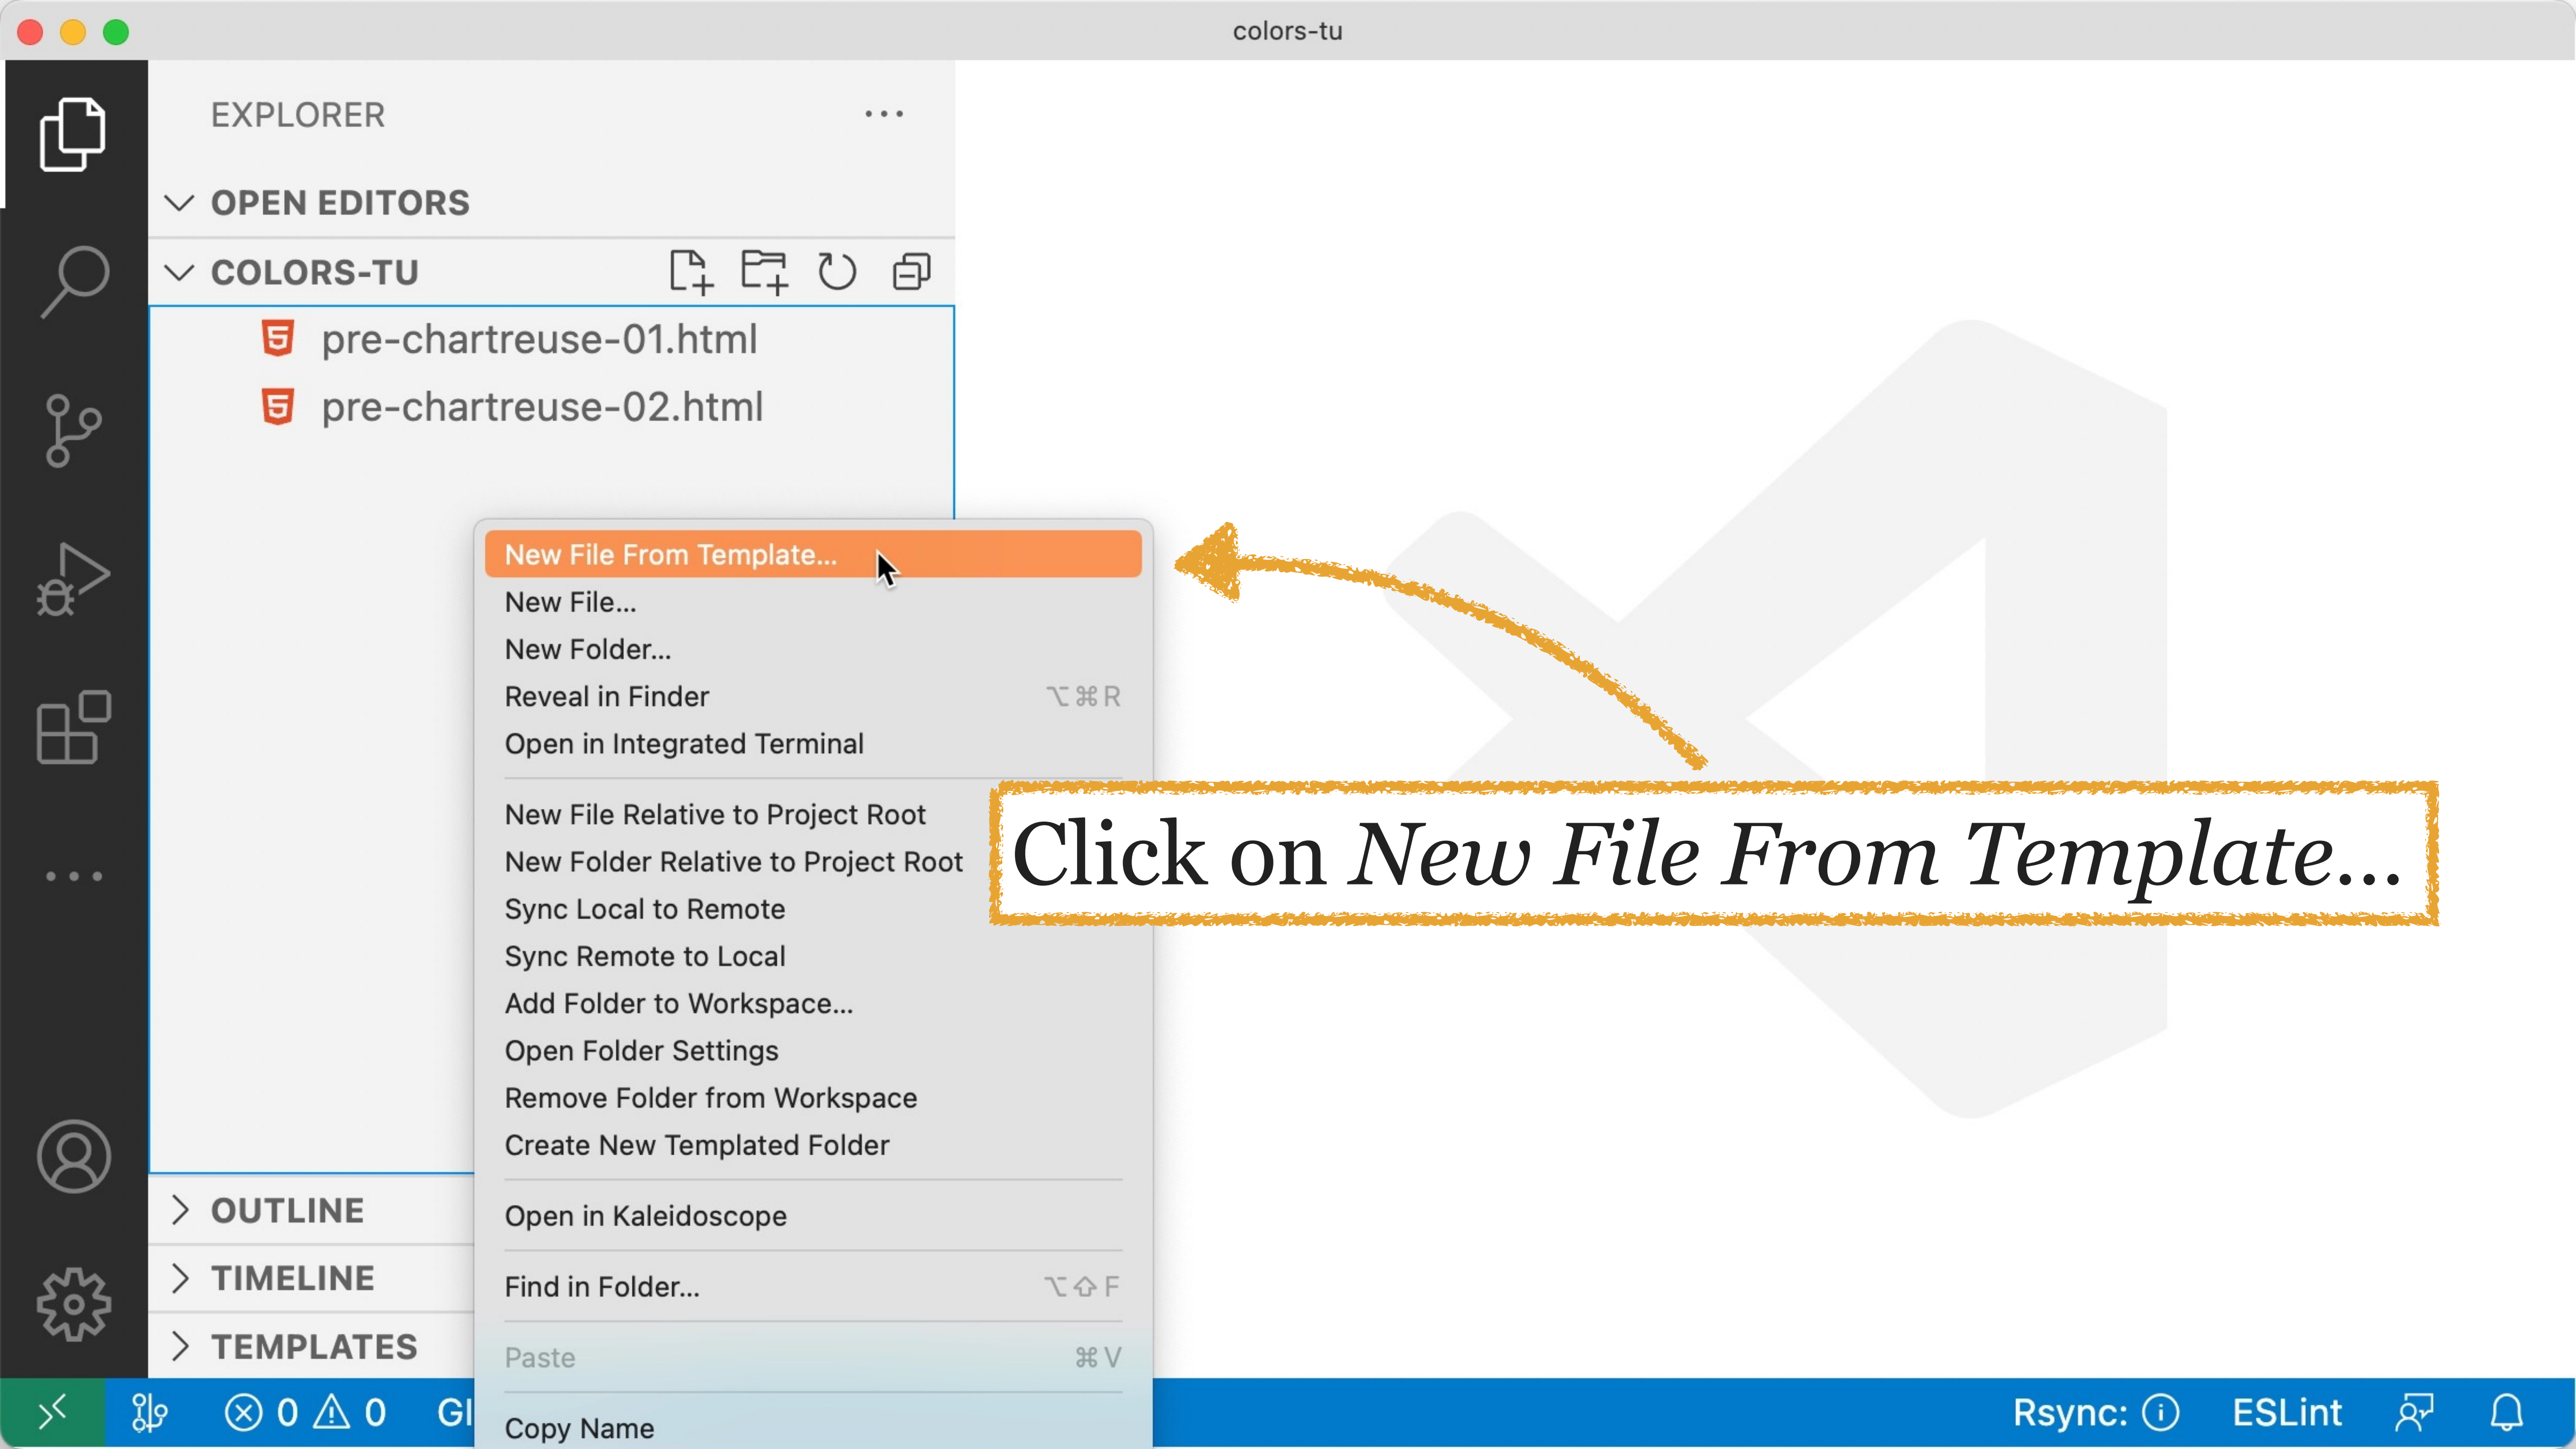 colors-tu
EXPLORER
OPEN EDITORS
COLORS-TU
pre-chartreuse-01.html
pre-chartreuse-02.html
New File From Template...
New File...
New Folder...
Reveal in Finder ⌥⌘R
Open in Integrated Terminal
New File Relative to Project Root
New Folder Relative to Project Root
Sync Local to Remote
Sync Remote to Local
Add Folder to Workspace...
Open Folder Settings
Remove Folder from Workspace
Create New Templated Folder
Open in Kaleidoscope
Find in Folder... ⌥⇧F
Paste ⌘V
Copy Name
Click on New File From Template...
OUTLINE
TIMELINE
TEMPLATES
0 0 Rsync: ESLint